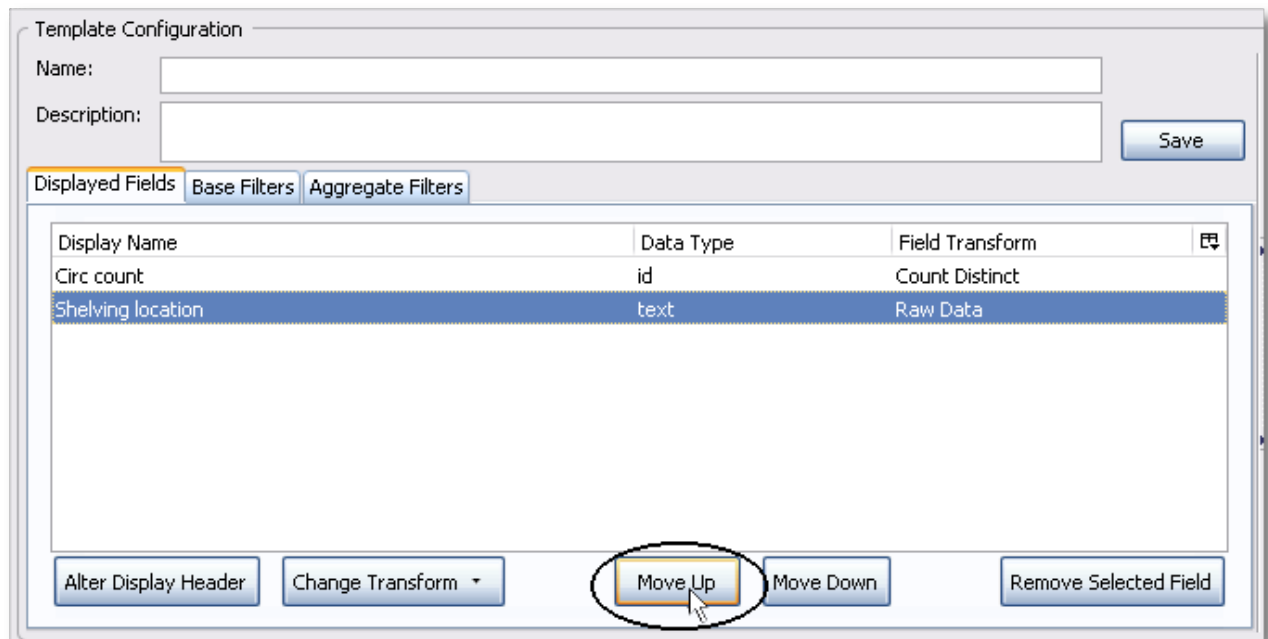 Template Configuration
Name:
Description:
Save
Displayed Fields Base Filters Aggregate Filters
Display Name Data Type Field Transform
Circ count id Count Distinct
Shelving location text Raw Data
Alter Display Header Change Transform Move Up Move Down Remove Selected Field